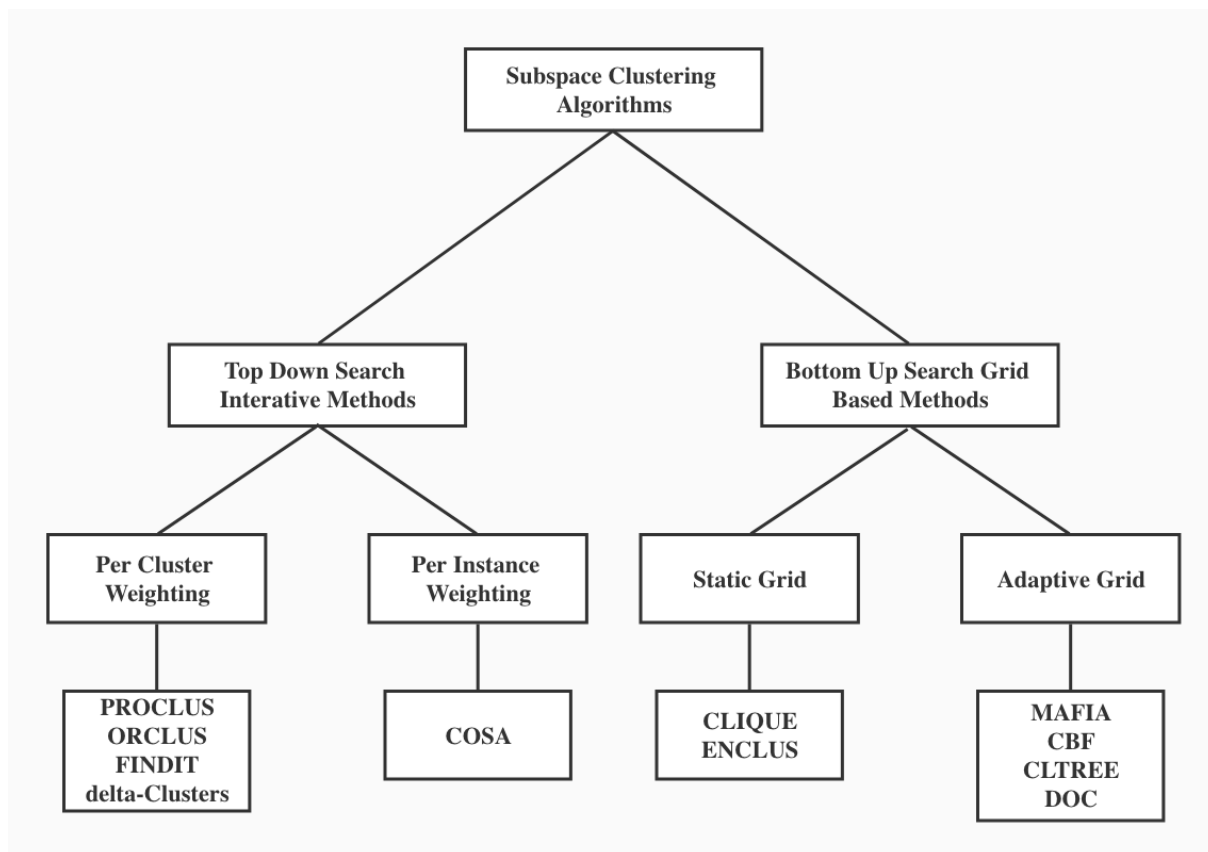 Subspace Clustering
Algorithms
Top Down Search
Interative Methods
Bottom Up Search Grid
Based Methods
Per Cluster
Weighting
Per Instance
Weighting
Static Grid
Adaptive Grid
PROCLUS
ORCLUS
FINDIT
delta-Clusters
COSA
CLIQUE
ENCLUS
MAFIA
CBF
CLTREE
DOC